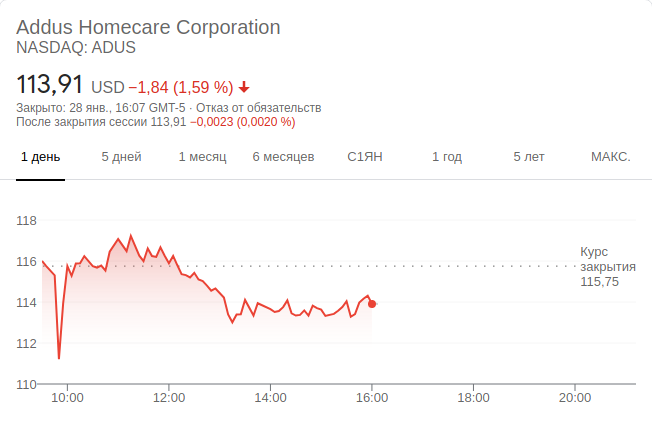 Addus Homecare Corporation
NASDAQ: ADUS
113,91 USD −1,84 (1,59 %)
Закрыто: 28 янв., 16:07 GMT-5 · Отказ от обязательств
После закрытия сессии 113,91 −0,0023 (0,0020 %)
1 день 5 дней 1 месяц 6 месяцев С1ЯН 1 год 5 лет МАКС.
118
116
114
112
110
Курс
закрытия
115,75
10:00 12:00 14:00 16:00 18:00 20:00